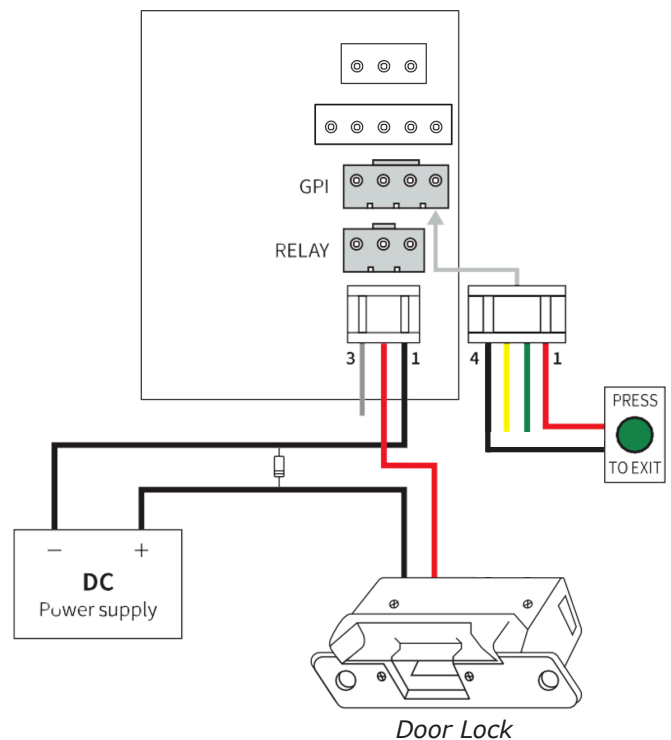 GPI
RELAY
3
1
4
1
PRESS
TO EXIT
− +
DC
Power supply
Door Lock